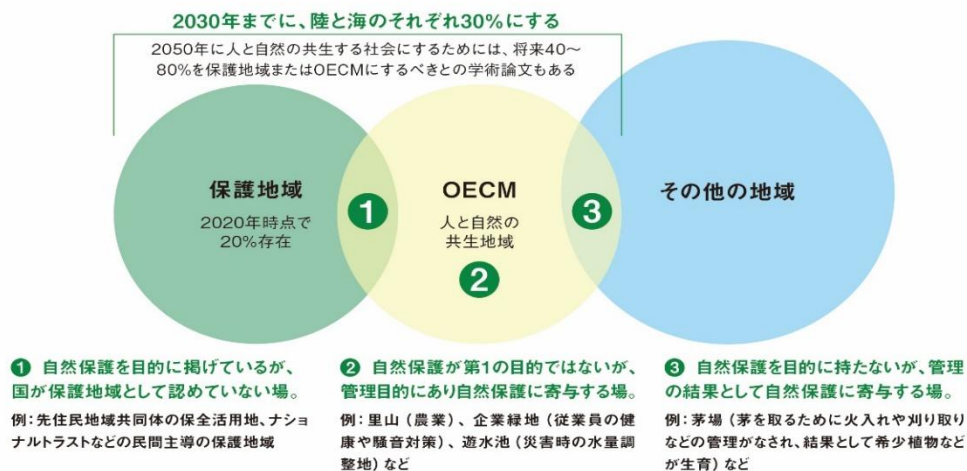 2030年までに、陸と海のそれぞれ30%にする
2050年に人と自然の共生する社会にするためには、将来40〜
80%を保護地域またはOECMにするべきとの学術論文もある
保護地域
2020年時点で
20%存在
1
OECM
人と自然の
共生地域
2
3
その他の地域
1 自然保護を目的に掲げているが、
国が保護地域として認めていない場。
例:先住民地域共同体の保全活用地、ナショ
ナルトラストなどの民間主導の保護地域
2 自然保護が第1の目的ではないが、
管理目的にあり自然保護に寄与する場。
例:里山(農業)、企業緑地(従業員の健
康や騒音対策)、遊水池(災害時の水量調
整地)など
3 自然保護を目的に持たないが、管理
の結果として自然保護に寄与する場。
例:茅場(茅を取るために火入れや刈り取り
などの管理がなされ、結果として希少植物など
が生育)など